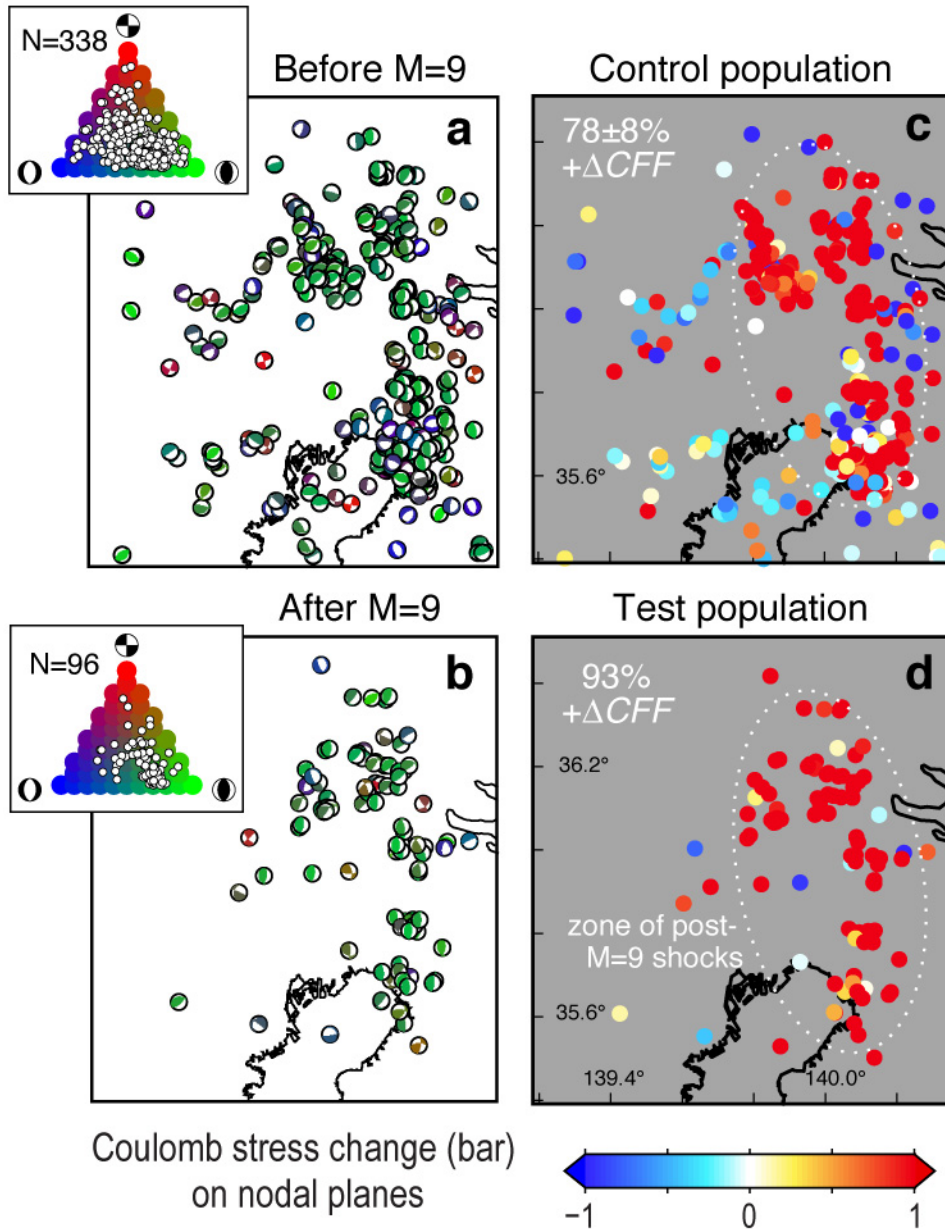 N=338
Before M=9
a
Control population
c
78±8%
+ΔCFF
35.6°
N=96
After M=9
b
Test population
d
93%
+ΔCFF
36.2°
zone of post-
M=9 shocks
35.6°
139.4°
140.0°
Coulomb stress change (bar)
on nodal planes
−1
0
1